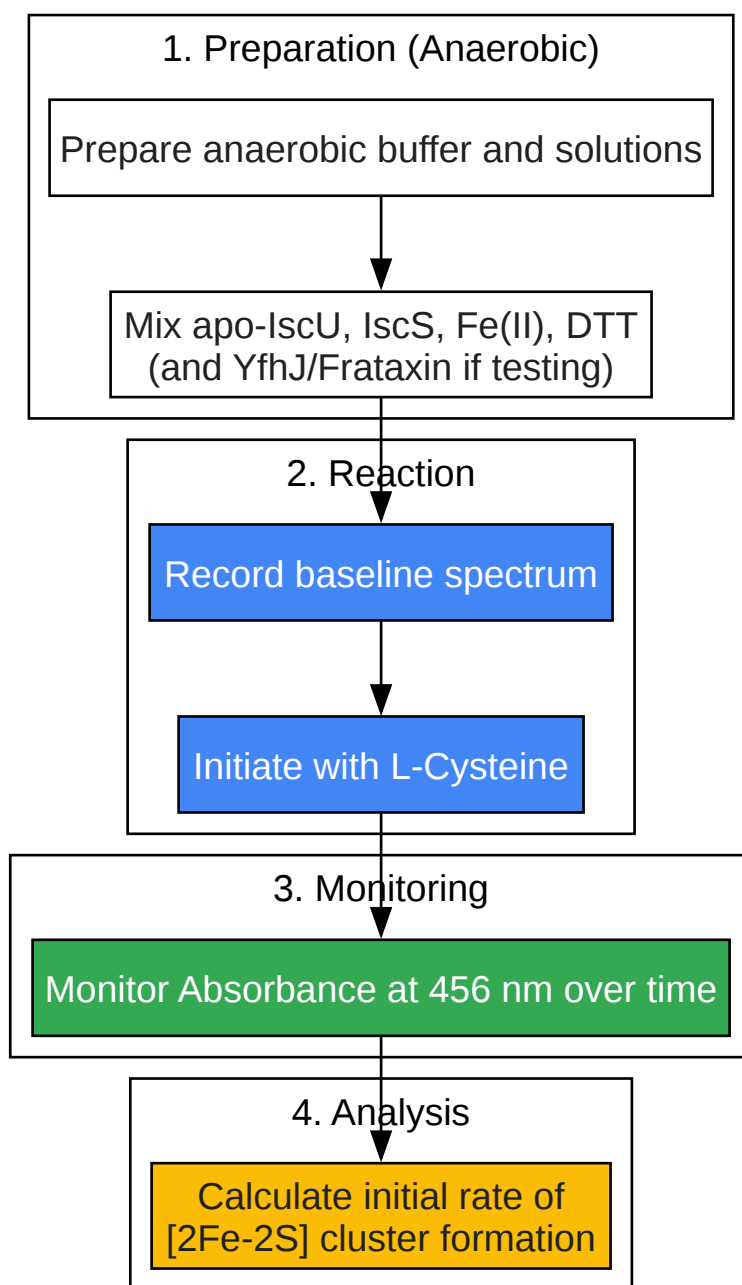 1. Preparation (Anaerobic)
Prepare anaerobic buffer and solutions
Mix apo-IscU, IscS, Fe(II), DTT
(and YfhJ/Frataxin if testing)
2. Reaction
Record baseline spectrum
Initiate with L-Cysteine
3. Monitoring
Monitor Absorbance at 456 nm over time
4. Analysis
Calculate initial rate of
[2Fe-2S] cluster formation